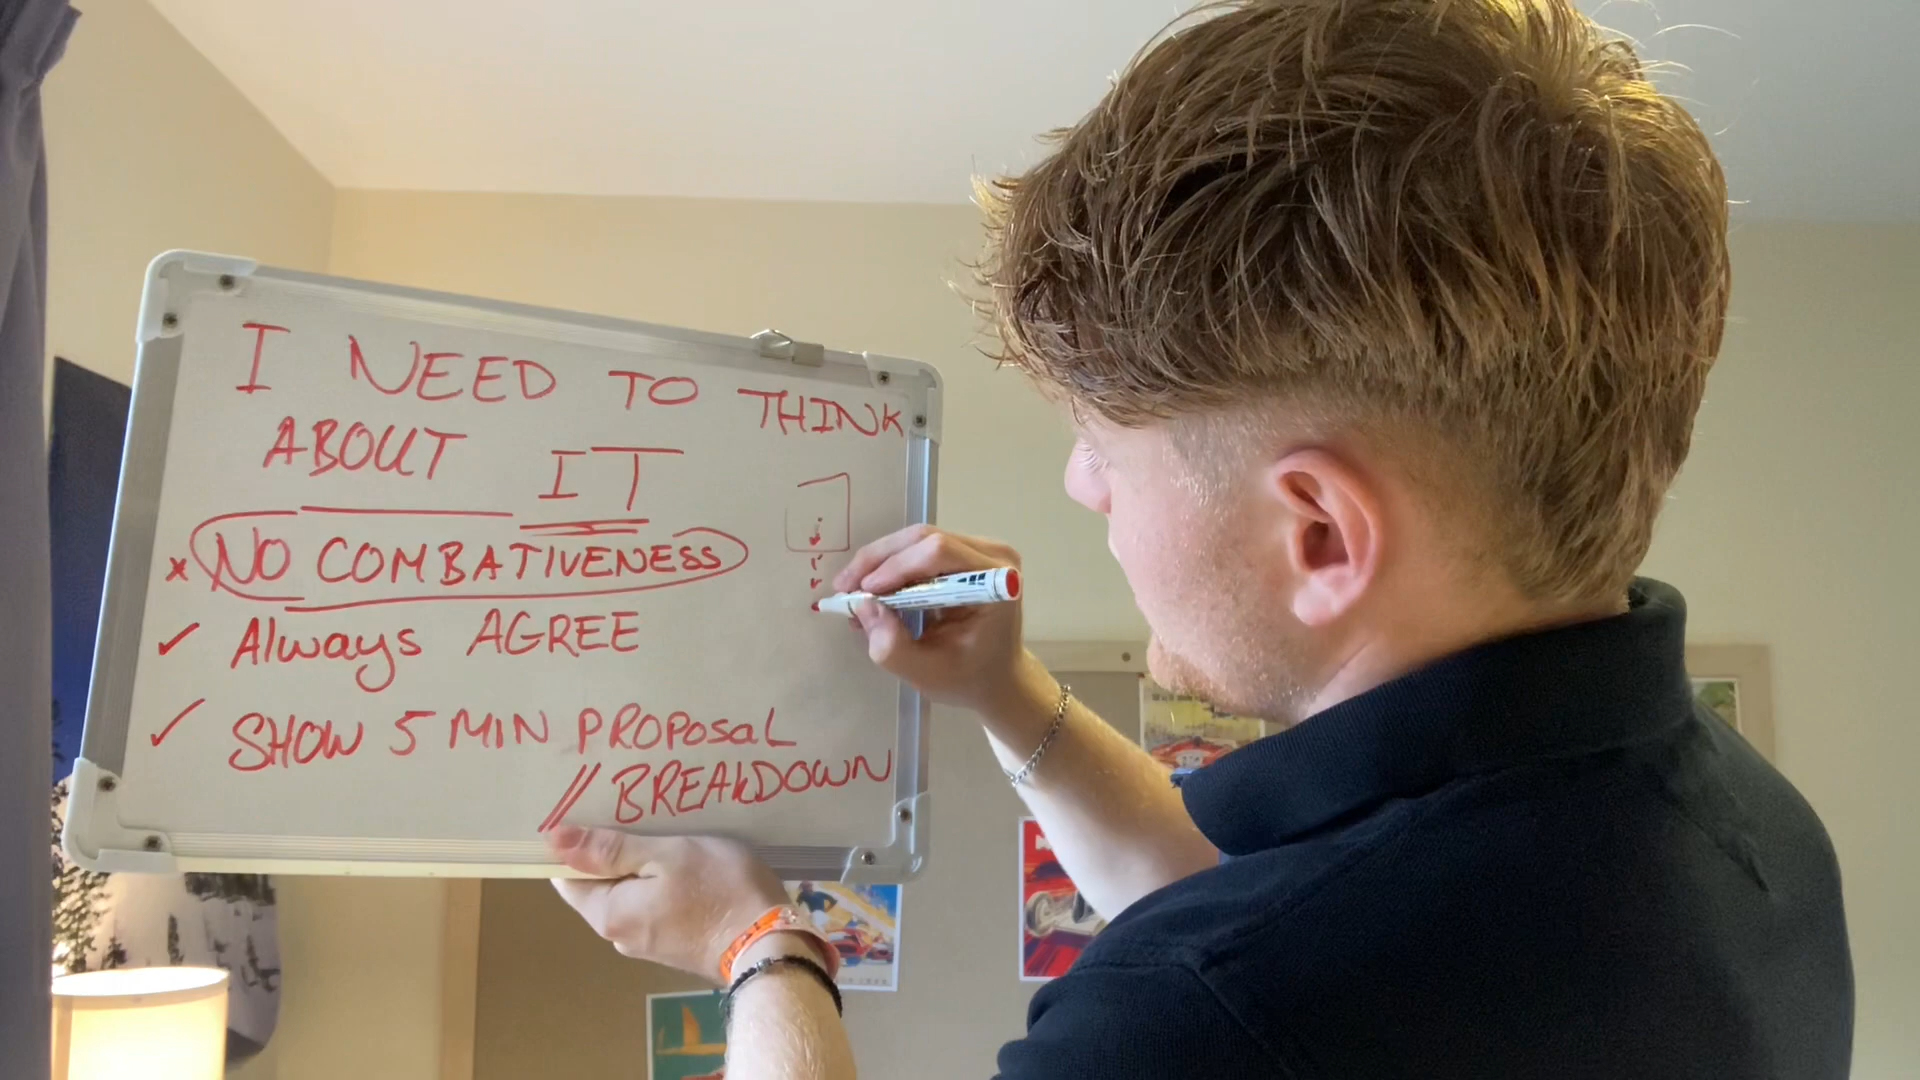 I NEED TO THINK
ABOUT IT
x NO COMBATIVENESS
✓ Always AGREE
✓ SHOW 5 MIN PROPOSAL
// BREAKDOWN